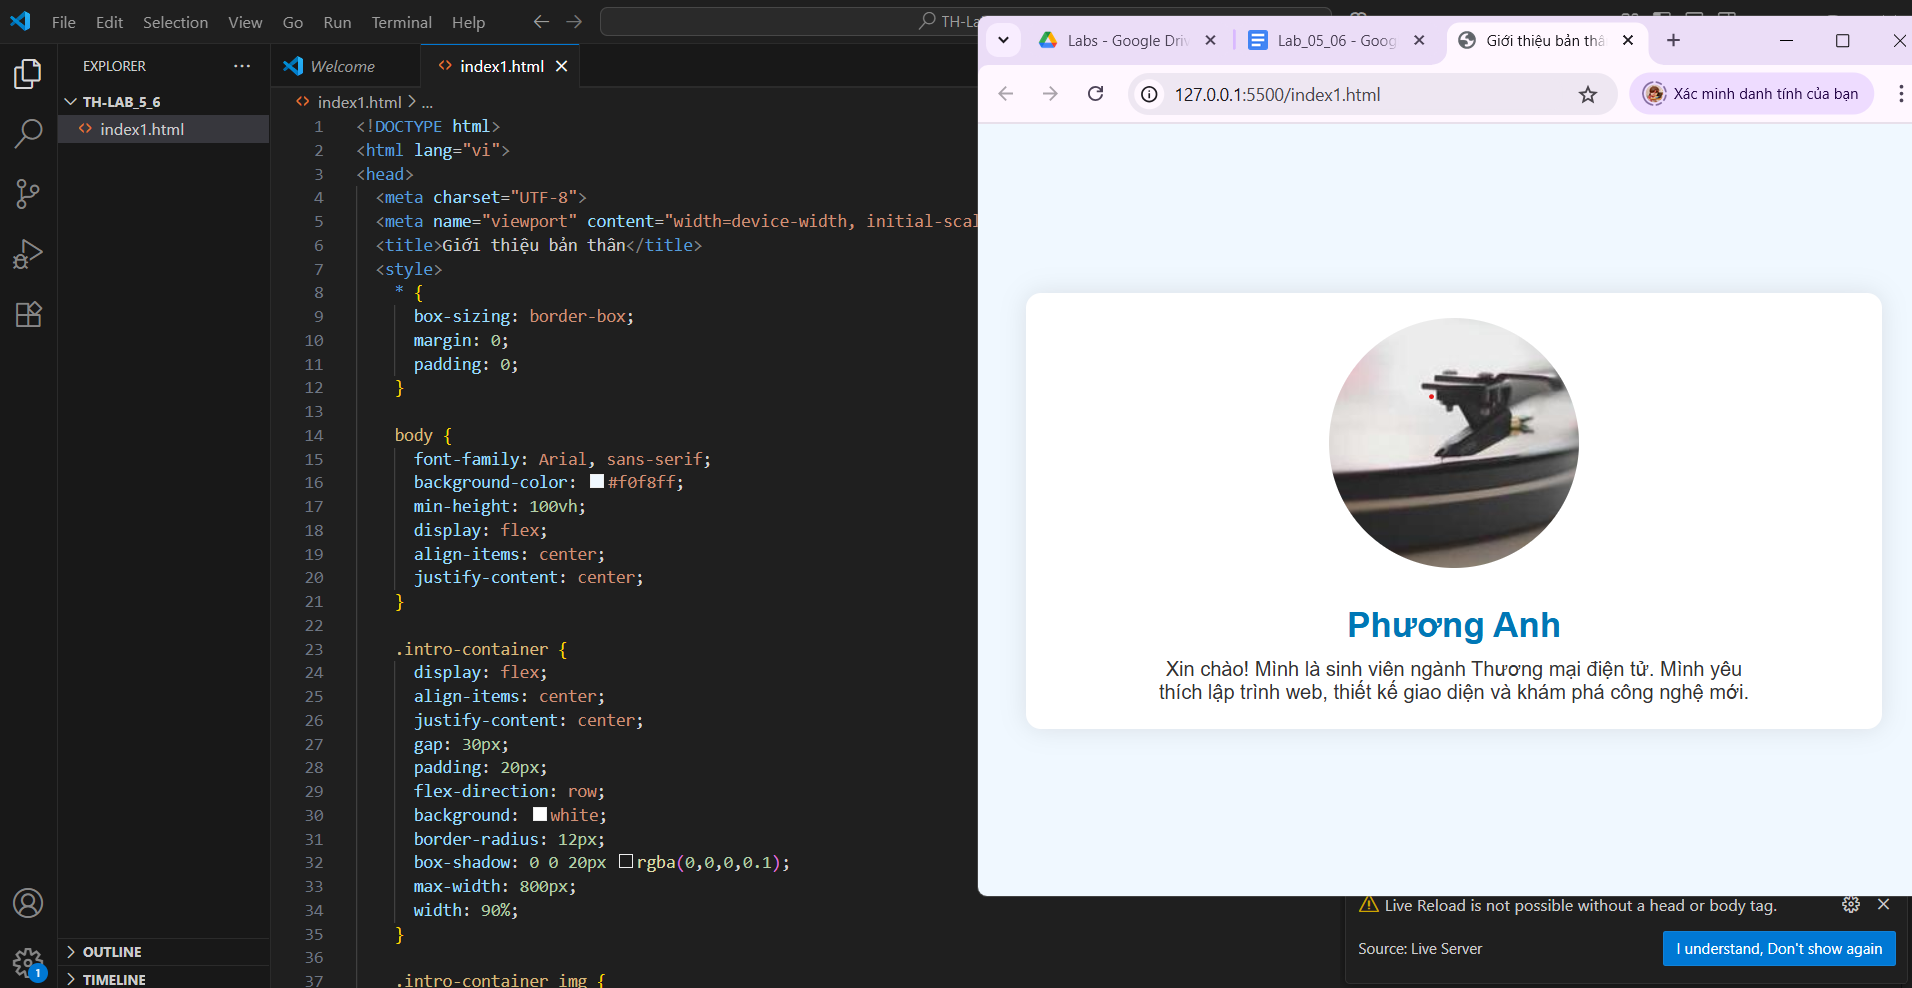 File Edit Selection View Go Run Terminal Help
TH-La
EXPLORER
TH-LAB_5_6
index1.html
OUTLINE
TIMELINE
1
Welcome
index1.html
index1.html > ...
1 <!DOCTYPE html>
2 <html lang="vi">
3 <head>
4 <meta charset="UTF-8">
5 <meta name="viewport" content="width=device-width, initial-scal
6 <title>Giới thiệu bản thân</title>
7 <style>
8 * {
9 box-sizing: border-box;
10 margin: 0;
11 padding: 0;
12 }
13
14 body {
15 font-family: Arial, sans-serif;
16 background-color: #f0f8ff;
17 min-height: 100vh;
18 display: flex;
19 align-items: center;
20 justify-content: center;
21 }
22
23 .intro-container {
24 display: flex;
25 align-items: center;
26 justify-content: center;
27 gap: 30px;
28 padding: 20px;
29 flex-direction: row;
30 background: white;
31 border-radius: 12px;
32 box-shadow: 0 0 20px rgba(0,0,0,0.1);
33 max-width: 800px;
34 width: 90%;
35 }
36
37 .intro-container img {
Labs - Google Driv
Lab_05_06 - Goog
Giới thiệu bản thâ
127.0.0.1:5500/index1.html
Xác minh danh tính của bạn
Phương Anh
Xin chào! Mình là sinh viên ngành Thương mại điện tử. Mình yêu
thích lập trình web, thiết kế giao diện và khám phá công nghệ mới.
Live Reload is not possible without a head or body tag.
Source: Live Server
I understand, Don't show again